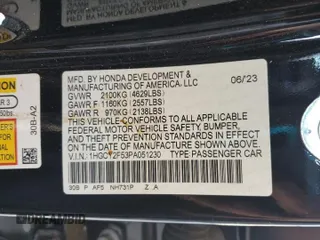 MFD. BY HONDA DEVELOPMENT &
MANUFACTURING OF AMERICA, LLC
GVWR 2100KG (4629LBS) 06/23
GAWR F 1160KG (2557LBS)
GAWR R 970KG (2138LBS)
THIS VEHICLE CONFORMS TO ALL APPLICABLE
FEDERAL MOTOR VEHICLE SAFETY, BUMPER,
AND THEFT PREVENTION STANDARDS IN
EFFECT ON THE DATE OF MANUFACTURE
SHOWN ABOVE.
V.I.N.: 1HGCY2F53PA051230 TYPE: PASSENGER CAR
30B P AF5 NH731P Z A
30B-A2